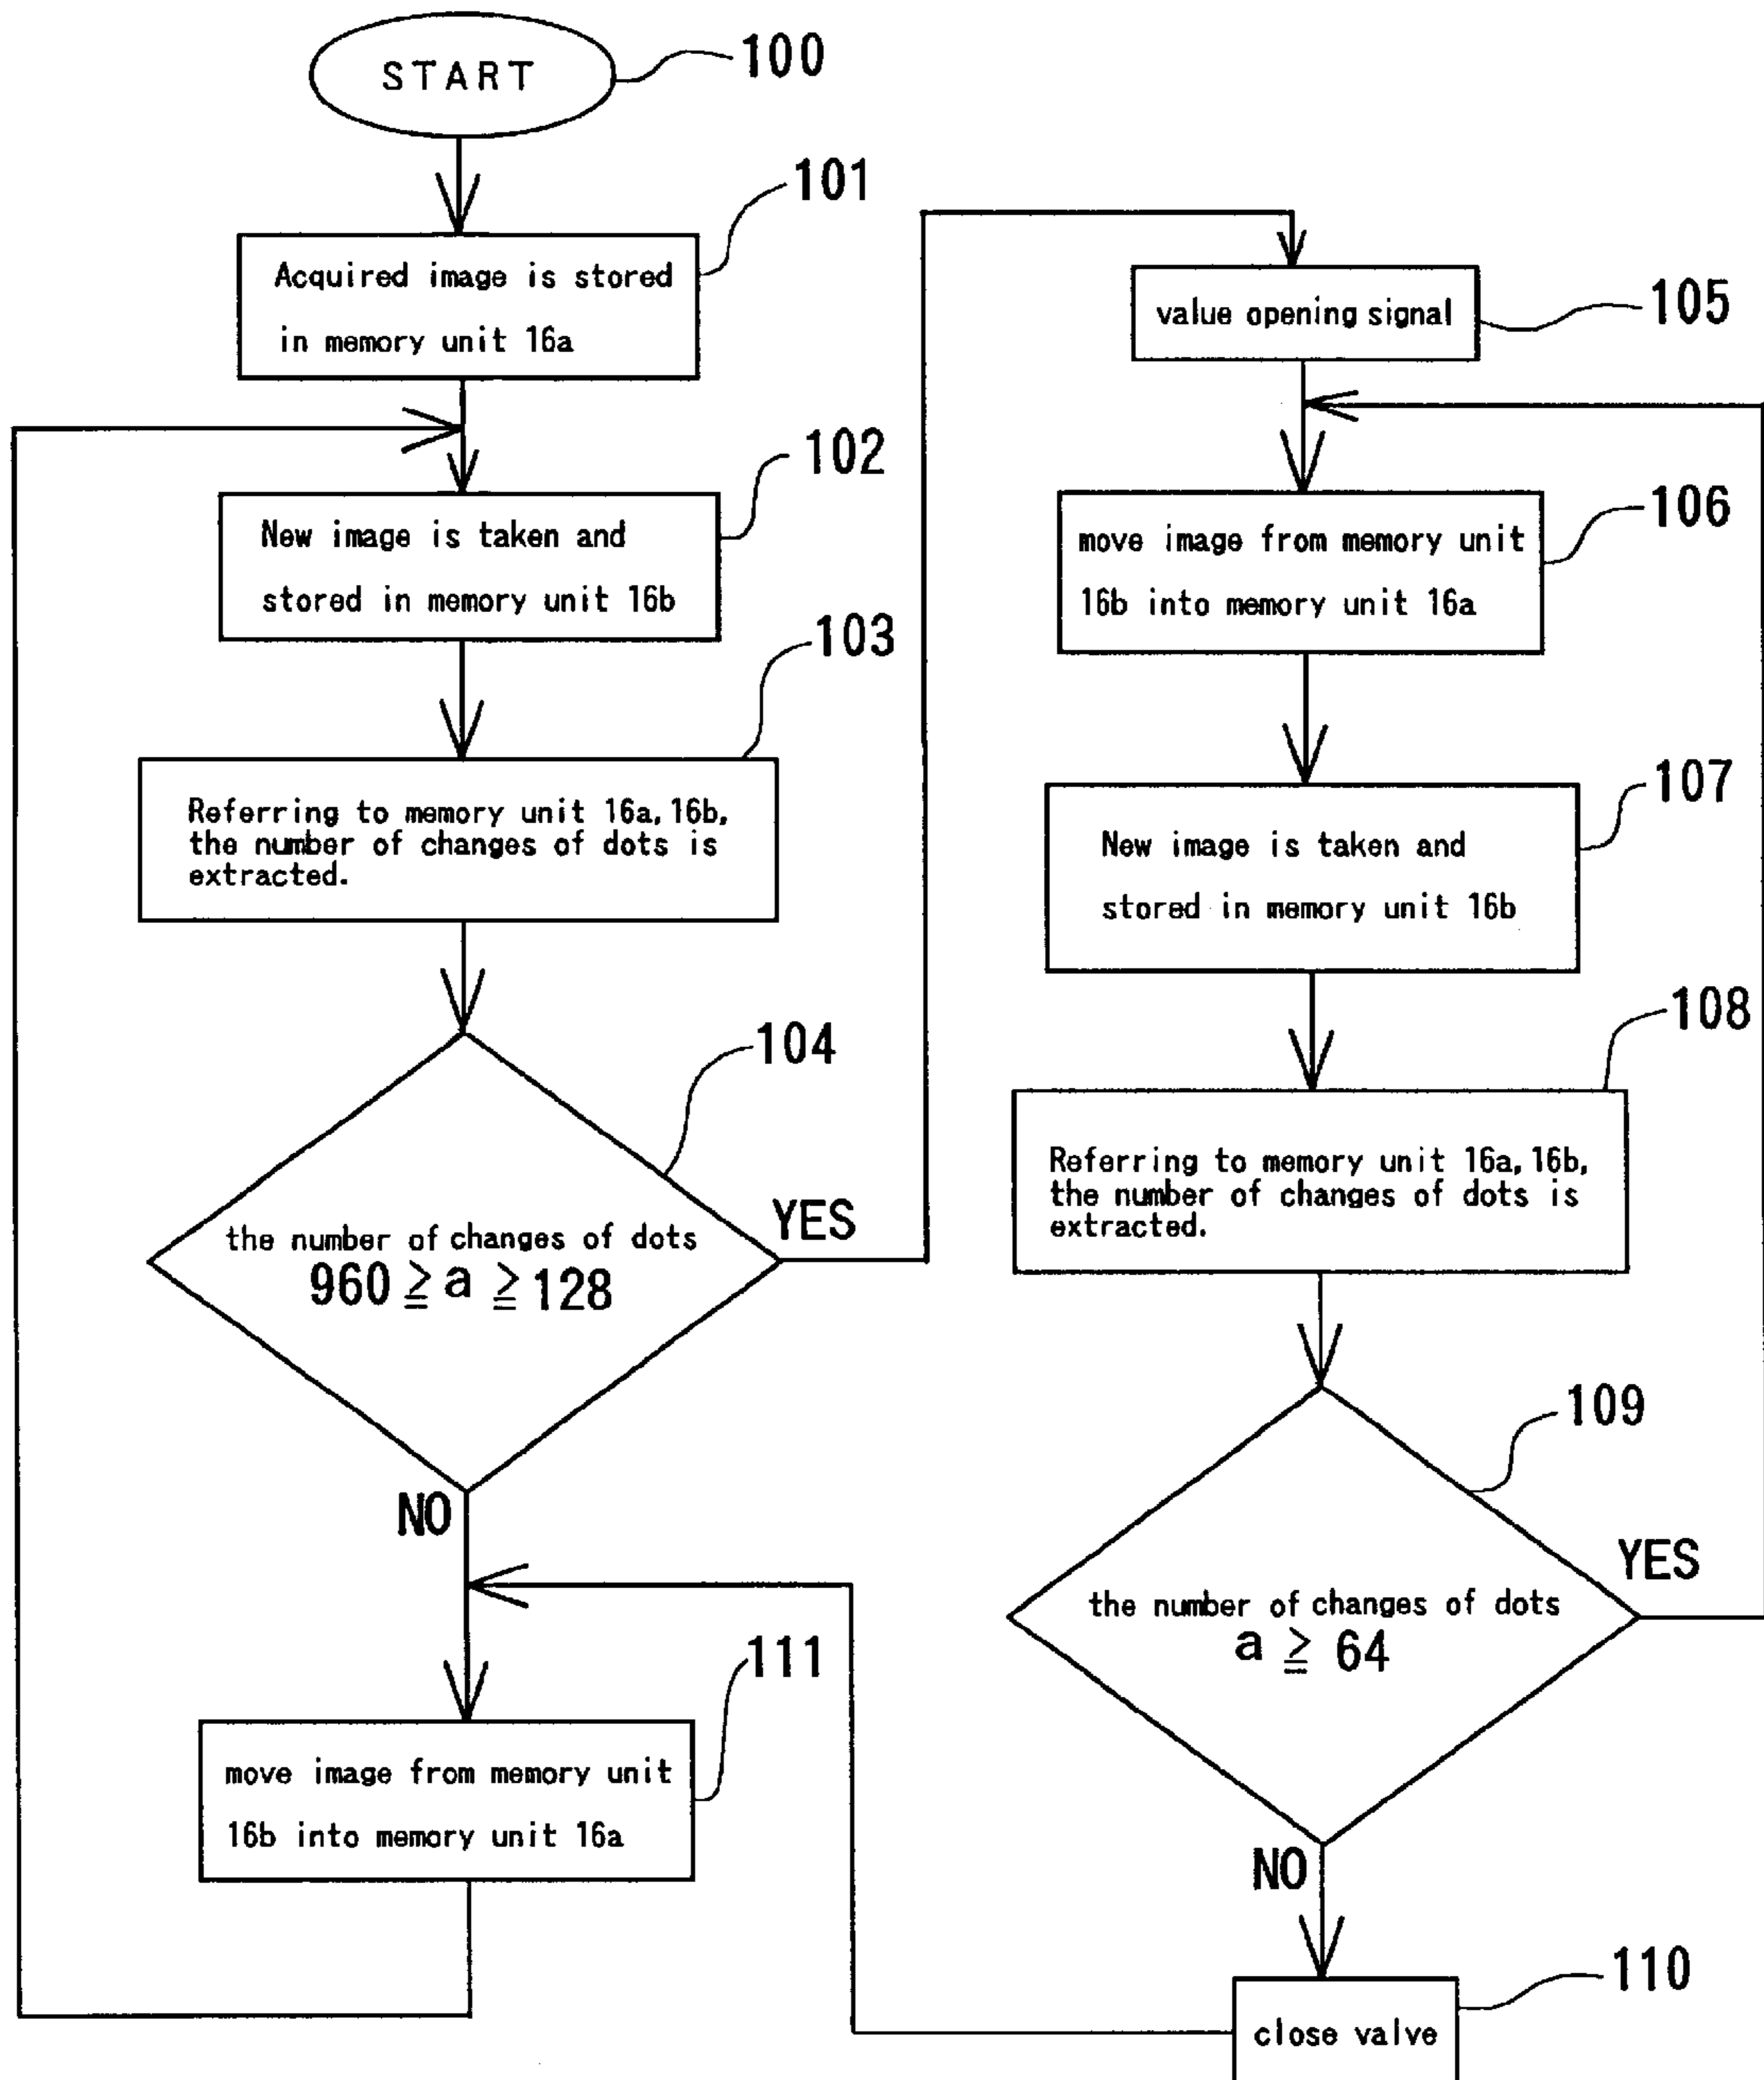 START
100
Acquired image is stored
in memory unit 16a
101
New image is taken and
stored in memory unit 16b
102
Referring to memory unit 16a, 16b,
the number of changes of dots is
extracted.
103
the number of changes of dots
960 ≧ a ≧ 128
104
YES
NO
value opening signal
105
move image from memory unit
16b into memory unit 16a
106
New image is taken and
stored in memory unit 16b
107
Referring to memory unit 16a, 16b,
the number of changes of dots is
extracted.
108
the number of changes of dots
a ≧ 64
109
YES
NO
close valve
110
move image from memory unit
16b into memory unit 16a
111